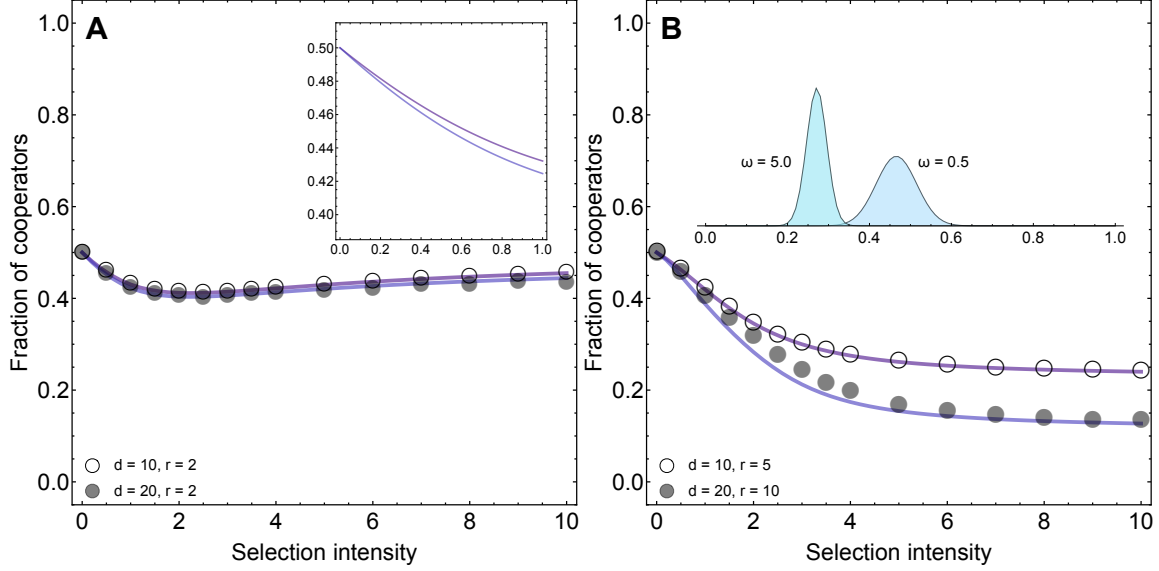 A
1.0
0.8
0.6
0.4
0.2
0.0
Fraction of cooperators
0.50
0.48
0.46
0.44
0.42
0.40
0.0 0.2 0.4 0.6 0.8 1.0
d = 10, r = 2
d = 20, r = 2
0 2 4 6 8 10
Selection intensity
B
1.0
0.8
0.6
0.4
0.2
0.0
Fraction of cooperators
ω = 5.0
ω = 0.5
0.0 0.2 0.4 0.6 0.8 1.0
d = 10, r = 5
d = 20, r = 10
0 2 4 6 8 10
Selection intensity